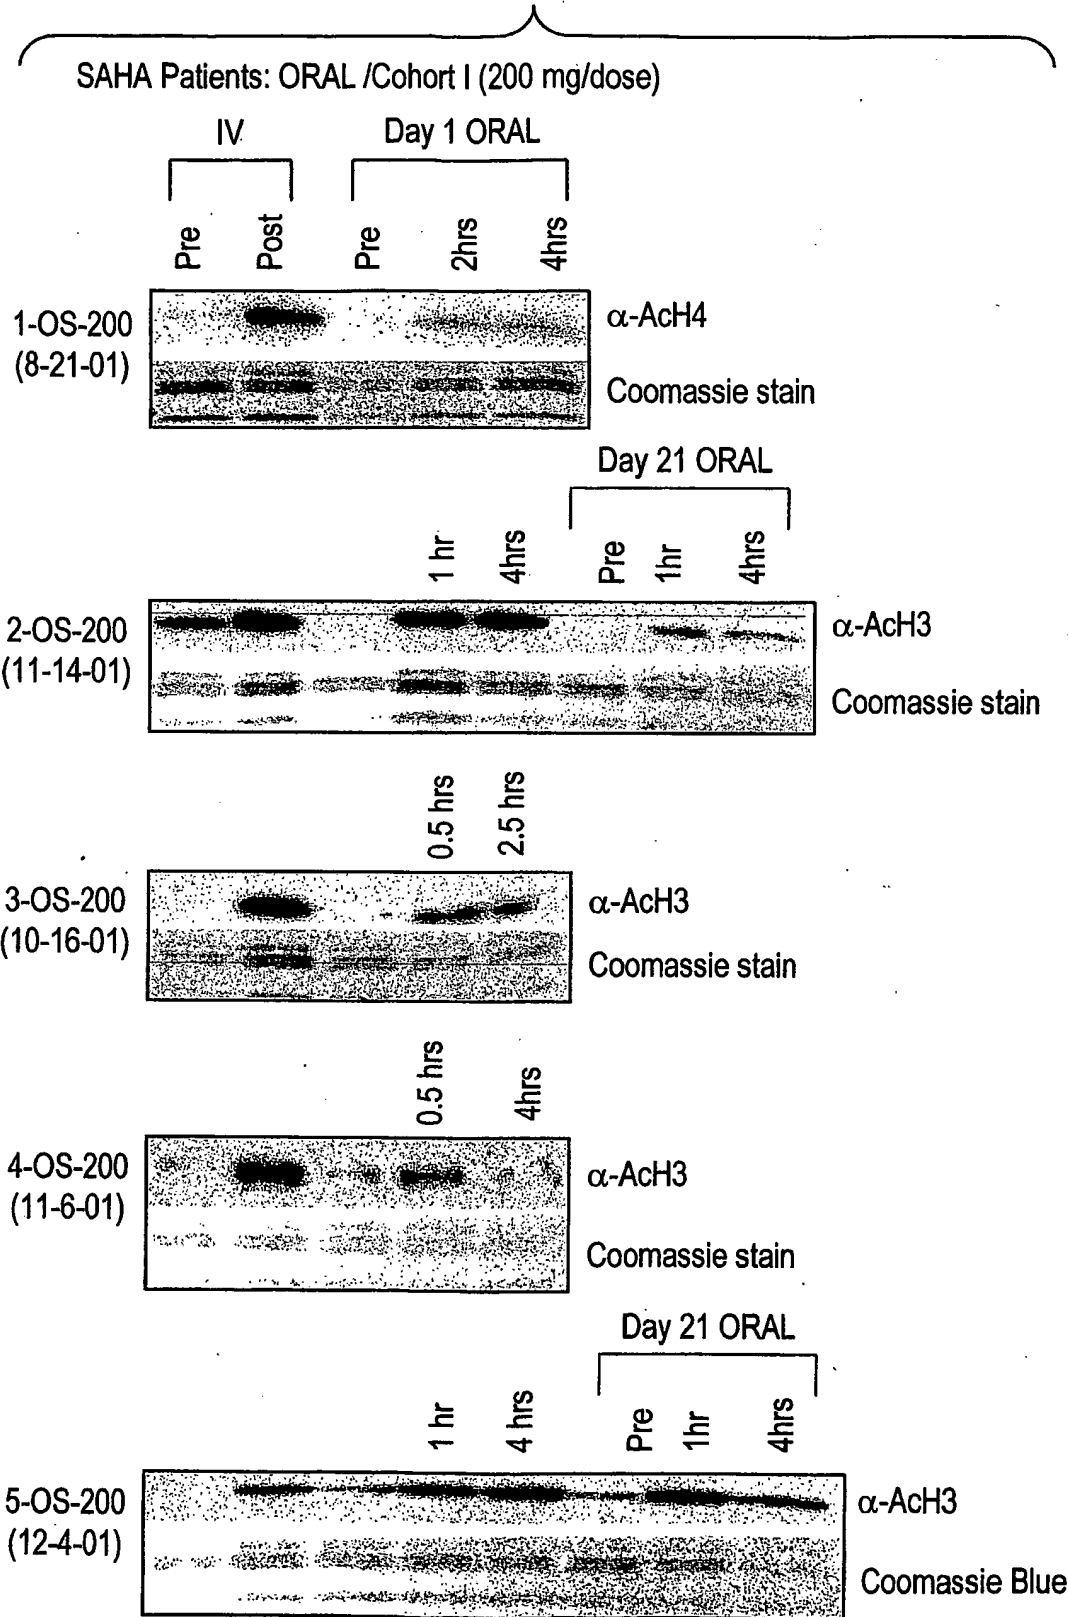 SAHA Patients: ORAL /Cohort I (200 mg/dose)
IV
Day 1 ORAL
Pre
Post
Pre
2hrs
4hrs
1-OS-200
(8-21-01)
α-AcH4
Coomassie stain
Day 21 ORAL
1 hr
4hrs
Pre
1hr
4hrs
2-OS-200
(11-14-01)
α-AcH3
Coomassie stain
0.5 hrs
2.5 hrs
3-OS-200
(10-16-01)
α-AcH3
Coomassie stain
0.5 hrs
4hrs
4-OS-200
(11-6-01)
α-AcH3
Coomassie stain
Day 21 ORAL
1 hr
4 hrs
Pre
1hr
4hrs
5-OS-200
(12-4-01)
α-AcH3
Coomassie Blue